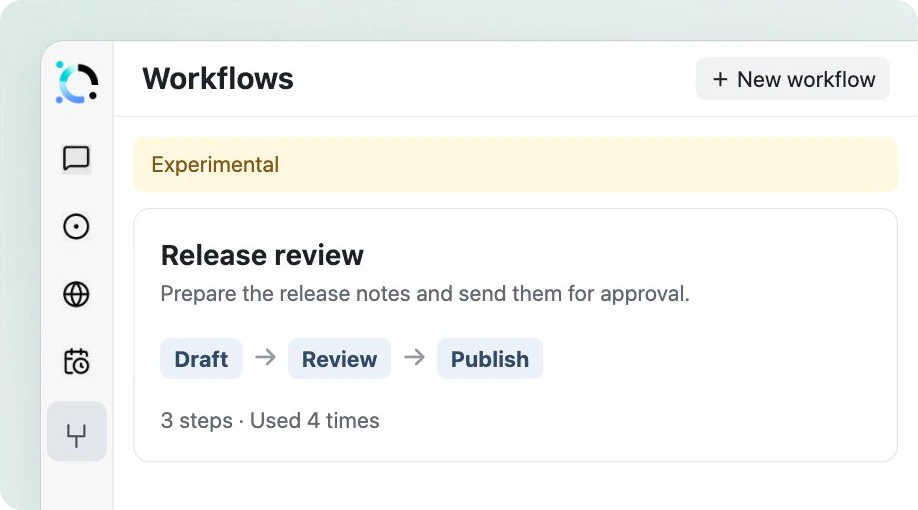 Workflows
+ New workflow
Experimental
Release review
Prepare the release notes and send them for approval.
Draft → Review → Publish
3 steps · Used 4 times